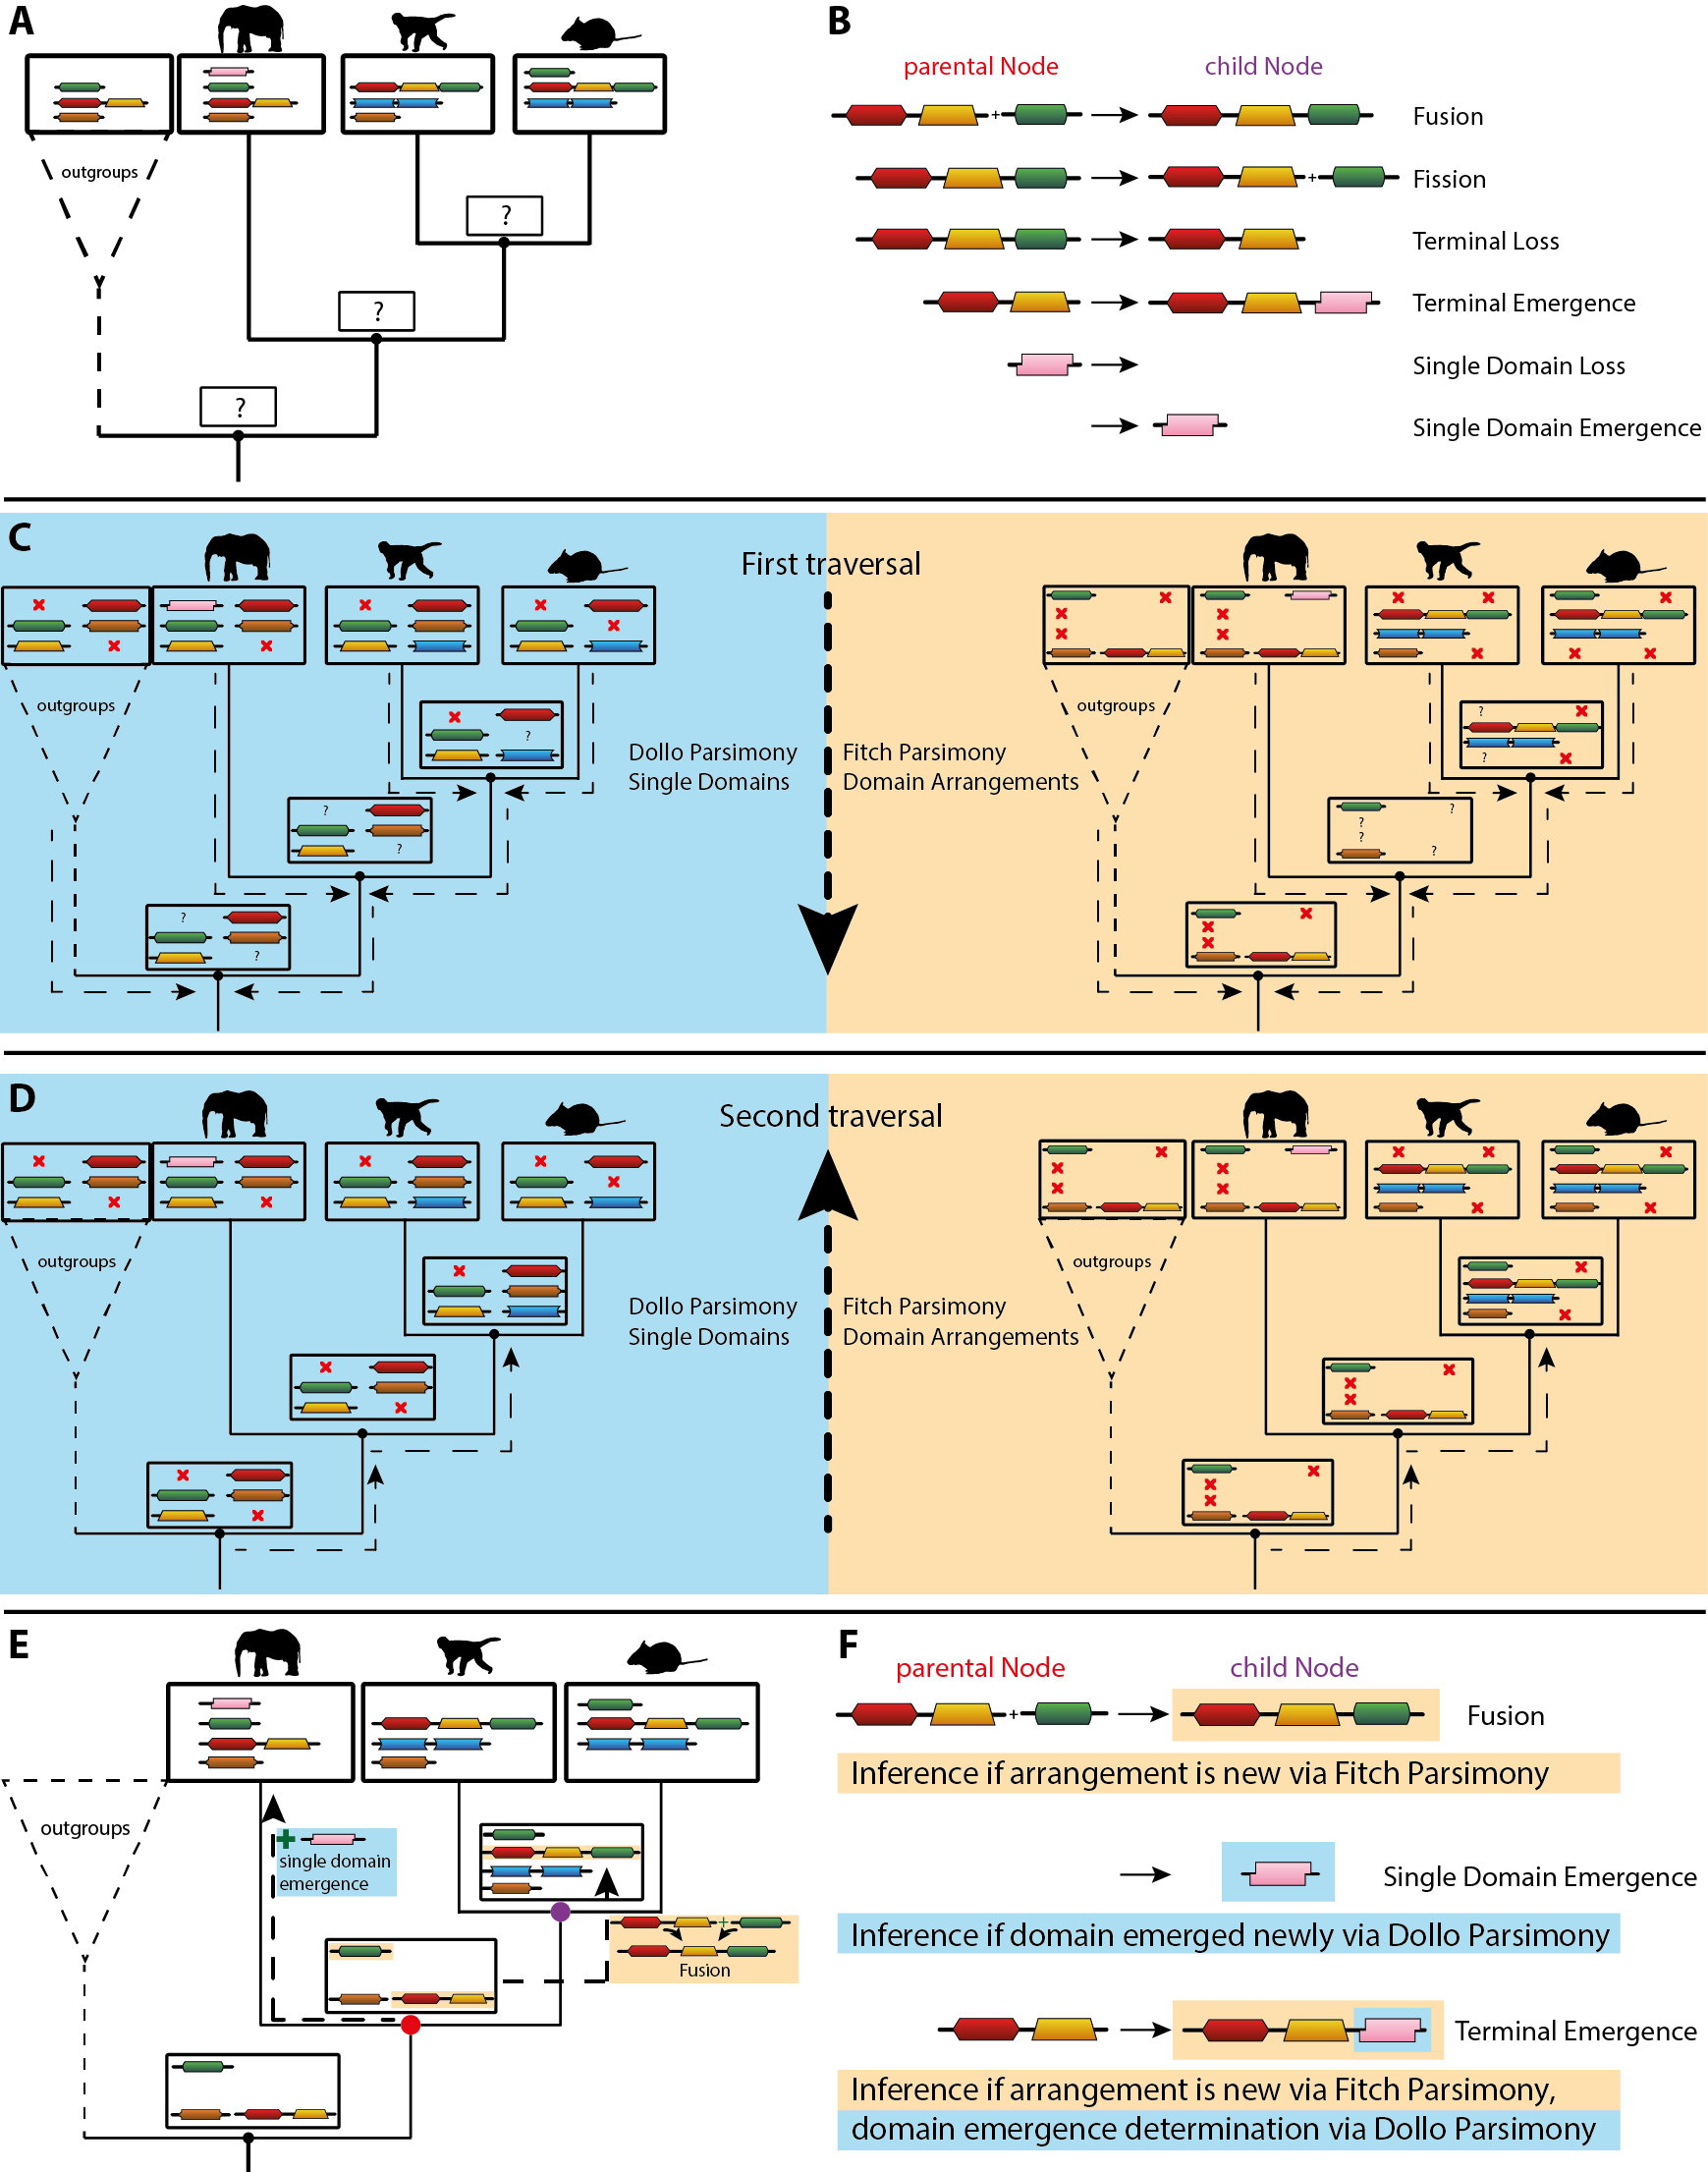 A
outgroups
?
?
?
B
parental Node
child Node
+
Fusion
+
Fission
Terminal Loss
Terminal Emergence
Single Domain Loss
Single Domain Emergence
C
First traversal
outgroups
?
?
?
?
?
Dollo Parsimony
Single Domains
Fitch Parsimony
Domain Arrangements
outgroups
?
?
?
?
?
?
?
D
Second traversal
outgroups
Dollo Parsimony
Single Domains
Fitch Parsimony
Domain Arrangements
outgroups
E
outgroups
+
single domain
emergence
+
Fusion
F
parental Node
child Node
+
Fusion
Inference if arrangement is new via Fitch Parsimony
Single Domain Emergence
Inference if domain emerged newly via Dollo Parsimony
Terminal Emergence
Inference if arrangement is new via Fitch Parsimony,
domain emergence determination via Dollo Parsimony